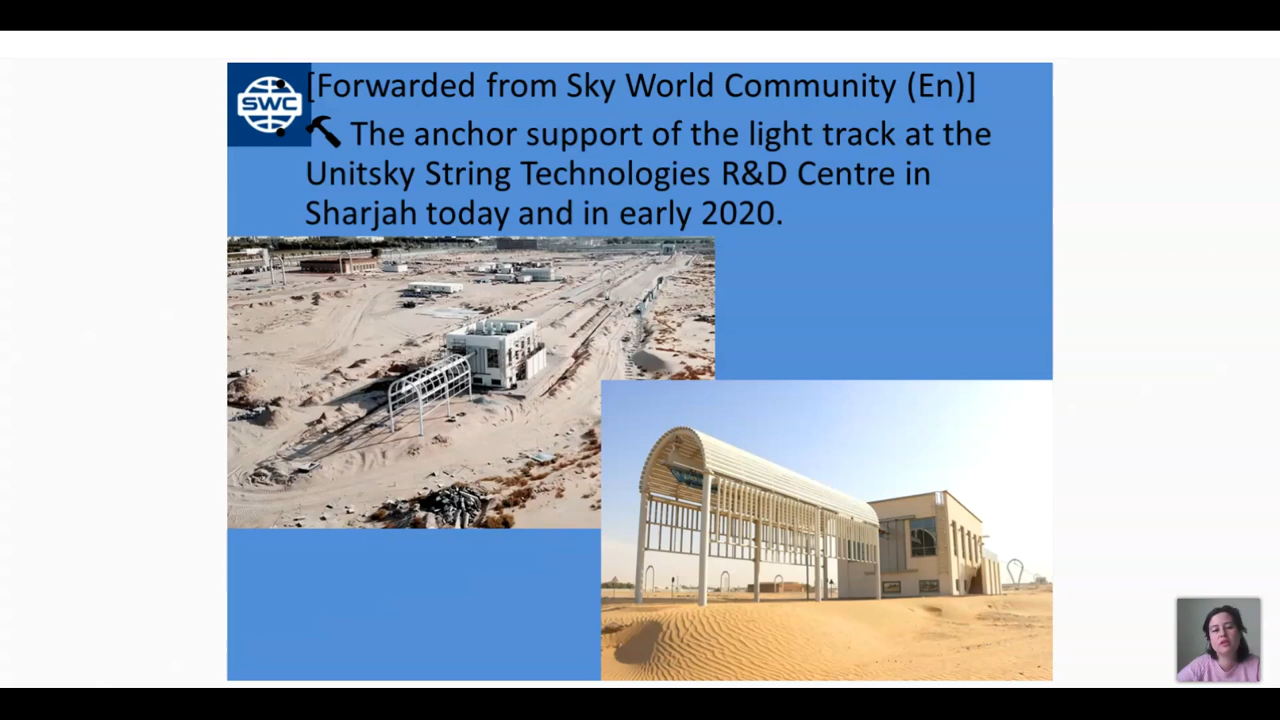 SWC
[Forwarded from Sky World Community (En)]
The anchor support of the light track at the
Unitsky String Technologies R&D Centre in
Sharjah today and in early 2020.